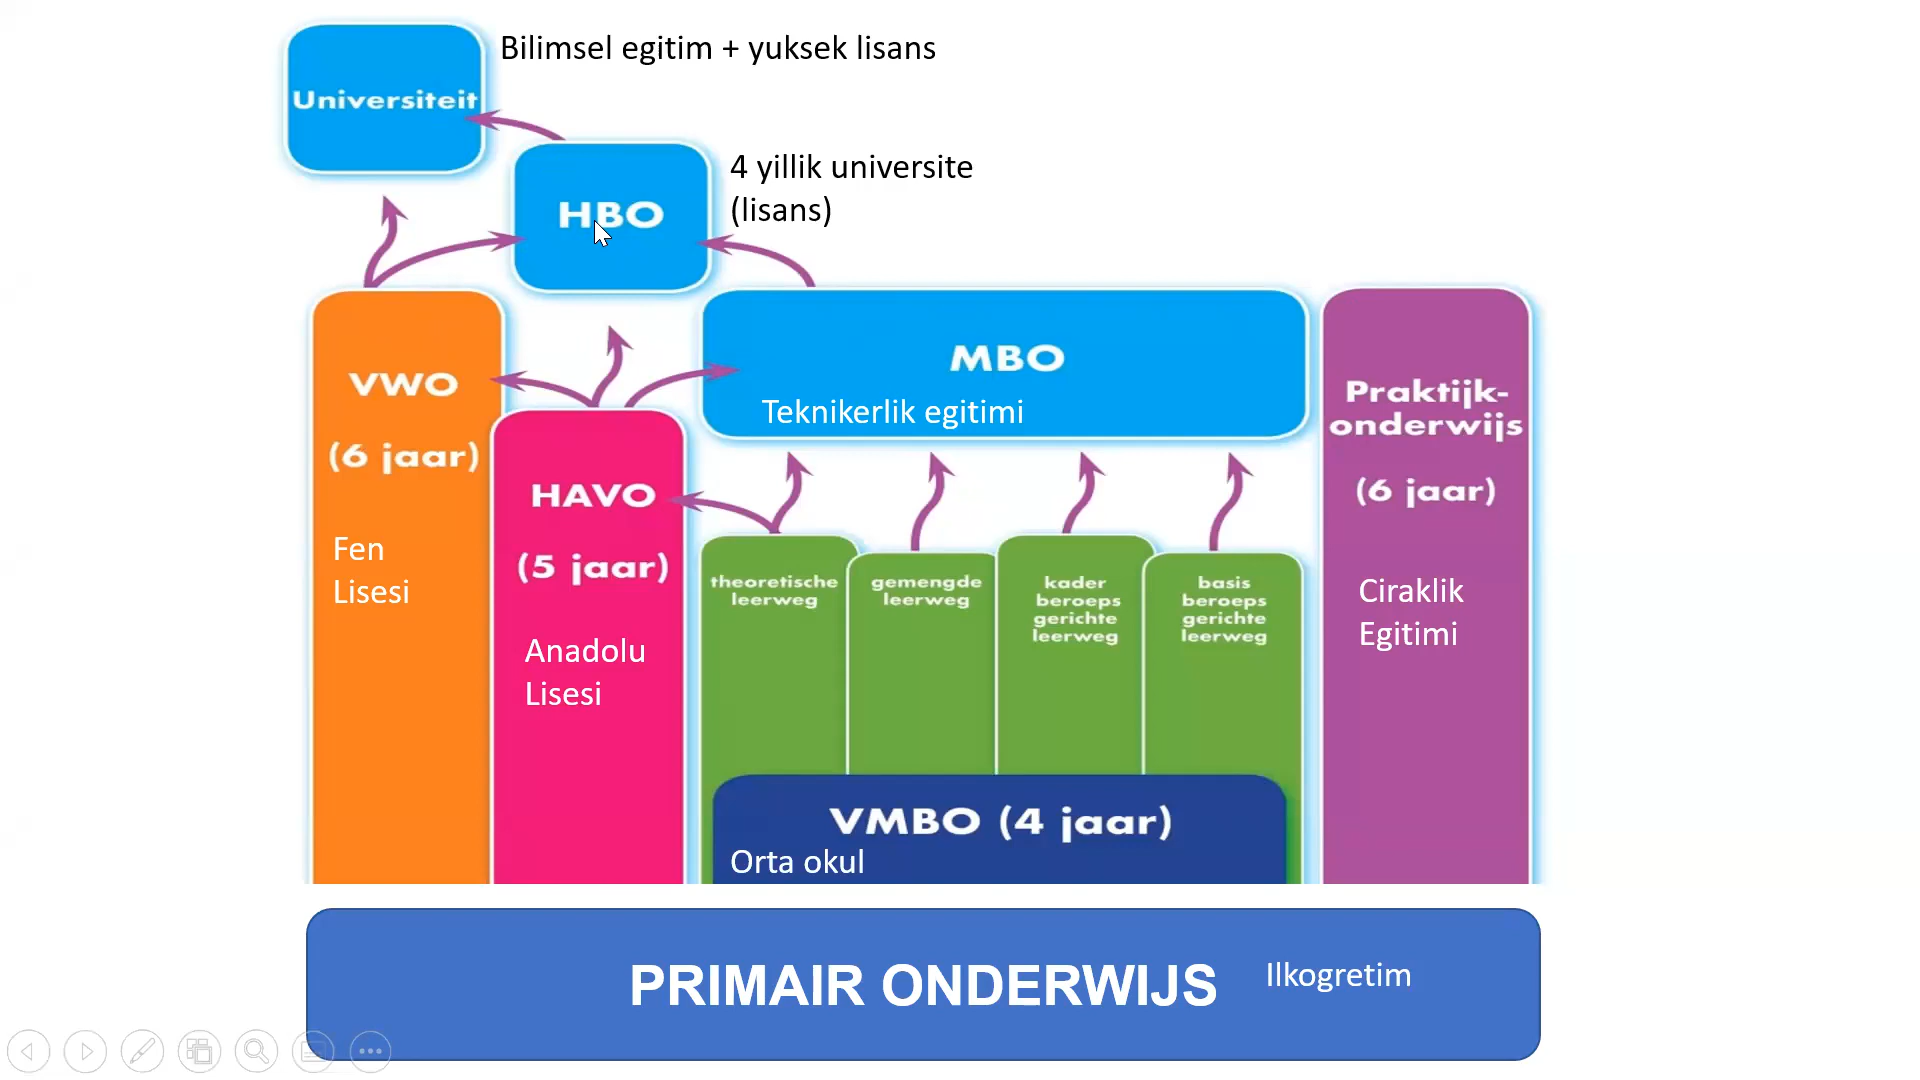 Universiteit
Bilimsel egitim + yuksek lisans
HBO
4 yillik universite
(lisans)
VWO
(6 jaar)
Fen
Lisesi
HAVO
(5 jaar)
Anadolu
Lisesi
MBO
Teknikerlik egitimi
Praktijk-
onderwijs
(6 jaar)
Ciraklik
Egitimi
theoretische
leerweg
gemengde
leerweg
kader
beroeps
gerichte
leerweg
basis
beroeps
gerichte
leerweg
VMBO (4 jaar)
Orta okul
PRIMAIR ONDERWIJS
Ilkogretim